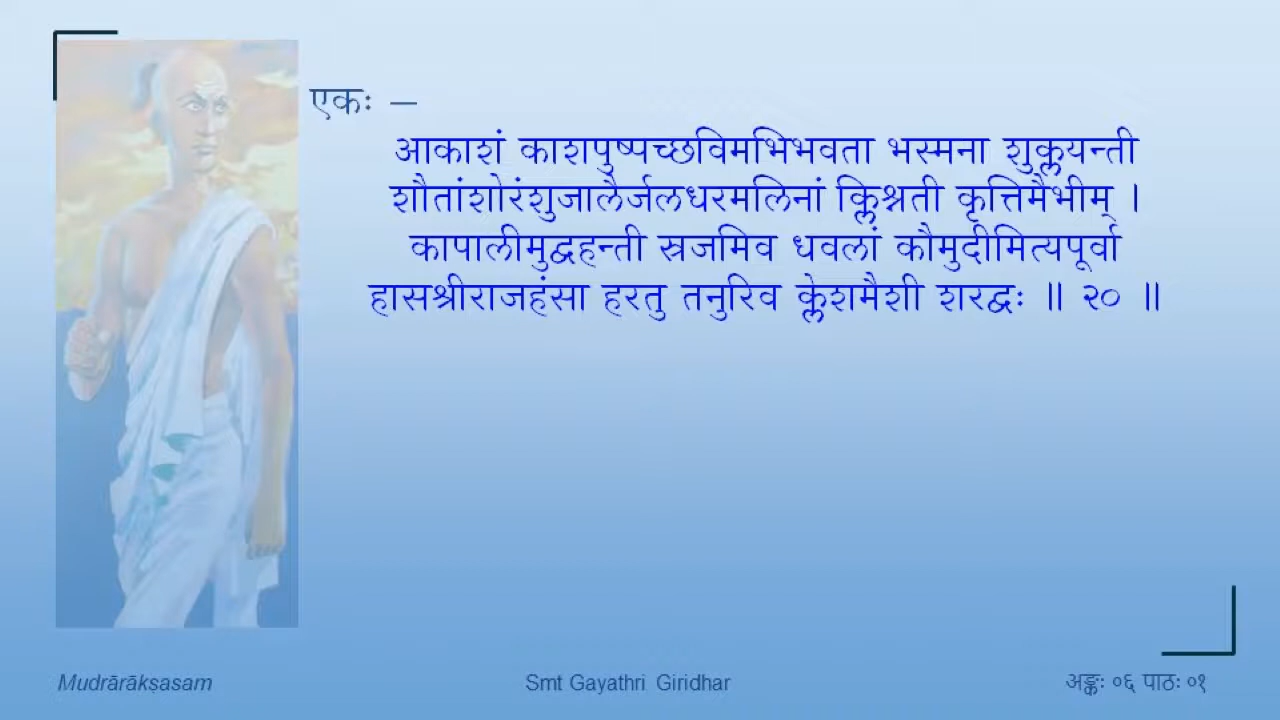 एकः –
आकाशं काशपुष्पच्छविमभिभवता भस्मना शुक्लयन्ती
शौतांशोरंशुजालैर्जलधरमलिनां क्लिश्नती कृत्तिमैभीम् ।
कापालीमुद्वहन्ती स्रजमिव धवलां कौमुदीमित्यपूर्वा
हासश्रीराजहंसा हरतु तनुरिव क्लेशमैशी शरद्वः ॥ २० ॥
Mudrārākṣasam
Smt Gayathri Giridhar
अङ्कः ०६ पाठः ०१